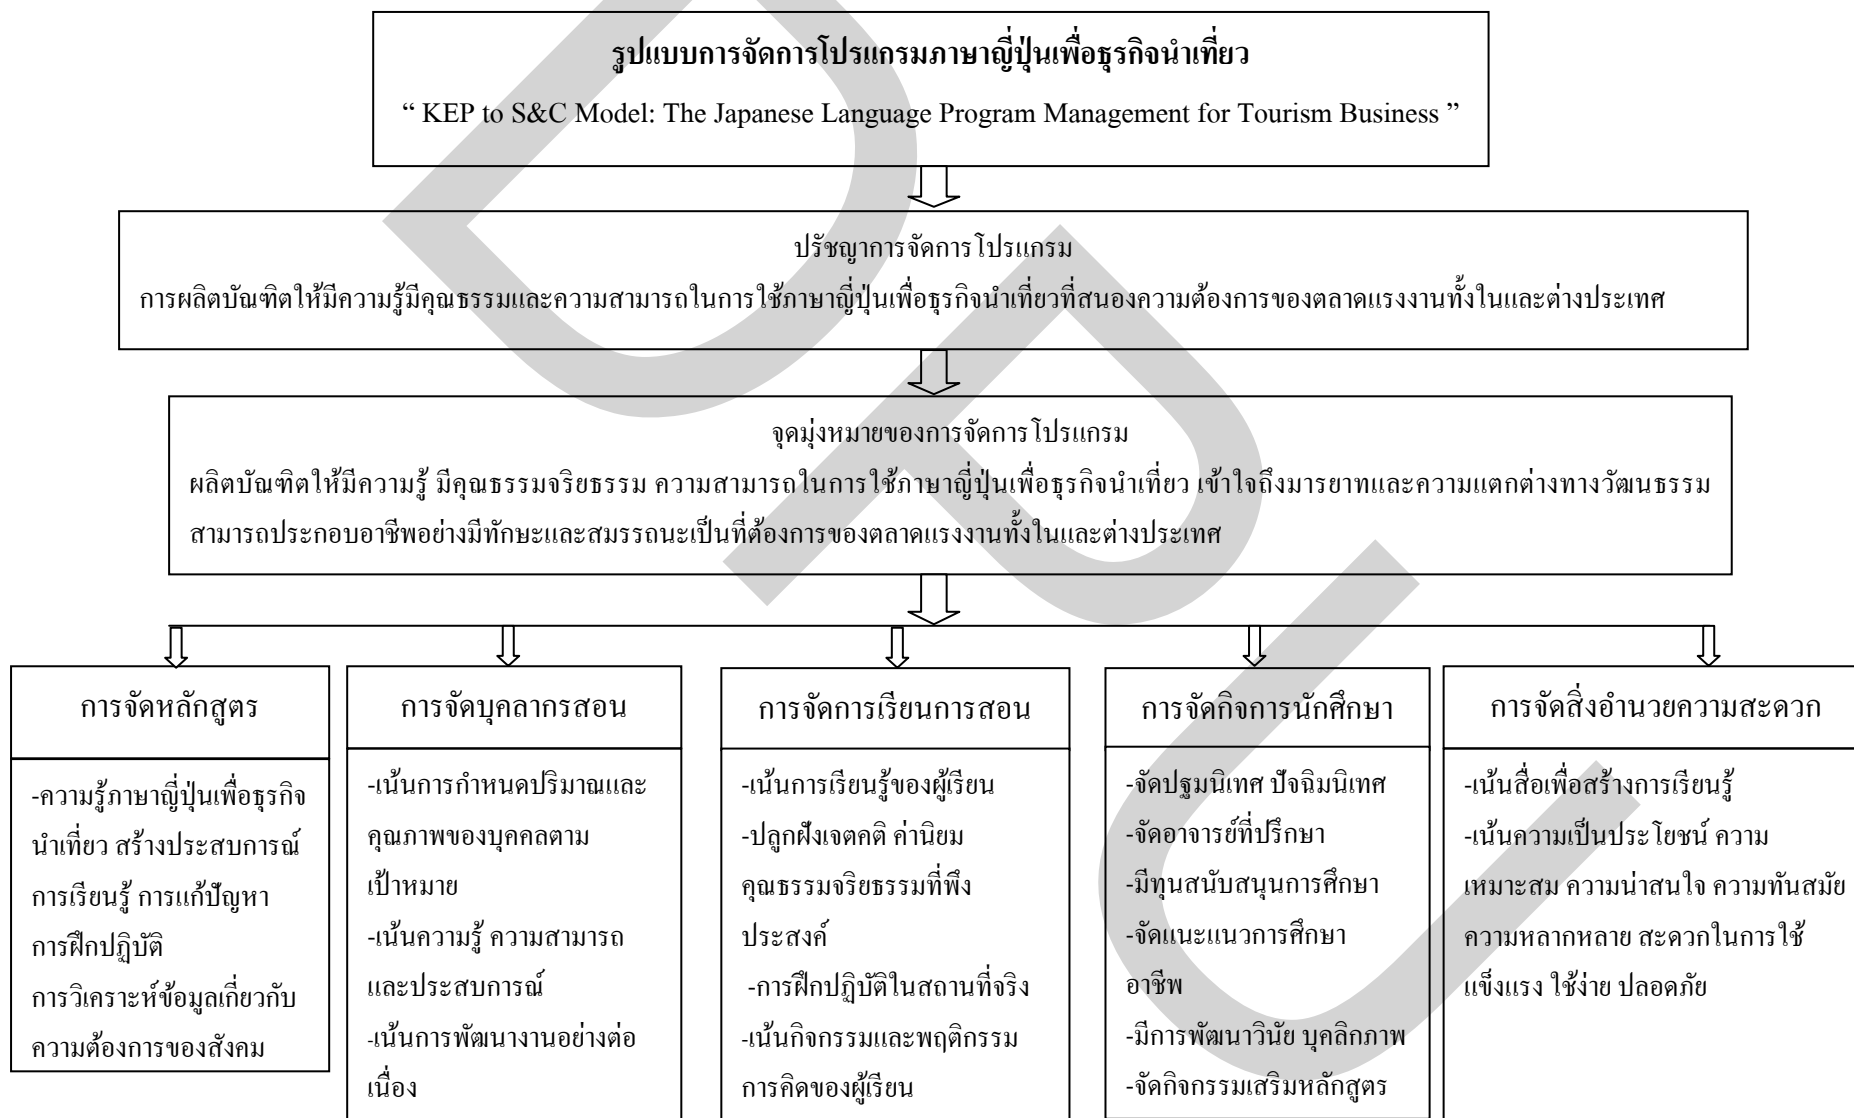 รูปแบบการจัดการโปรแกรมภาษาญี่ปุ่นเพื่อธุรกิจนำเที่ยว
“ KEP to S&C Model: The Japanese Language Program Management for Tourism Business ”
ปรัชญาการจัดการโปรแกรม
การผลิตบัณฑิตให้มีความรู้มีคุณธรรมและความสามารถในการใช้ภาษาญี่ปุ่นเพื่อธุรกิจนำเที่ยวที่สนองความต้องการของตลาดแรงงานทั้งในและต่างประเทศ
จุดมุ่งหมายของการจัดการโปรแกรม
ผลิตบัณฑิตให้มีความรู้ มีคุณธรรมจริยธรรม ความสามารถในการใช้ภาษาญี่ปุ่นเพื่อธุรกิจนำเที่ยว เข้าใจถึงมารยาทและความแตกต่างทางวัฒนธรรม
สามารถประกอบอาชีพอย่างมีทักษะและสมรรถนะเป็นที่ต้องการของตลาดแรงงานทั้งในและต่างประเทศ
การจัดหลักสูตร
-ความรู้ภาษาญี่ปุ่นเพื่อธุรกิจ
นำเที่ยว สร้างประสบการณ์
การเรียนรู้ การแก้ปัญหา
การฝึกปฏิบัติ
การวิเคราะห์ข้อมูลเกี่ยวกับ
ความต้องการของสังคม
การจัดบุคลากรสอน
-เน้นการกำหนดปริมาณและ
คุณภาพของบุคคลตาม
เป้าหมาย
-เน้นความรู้ ความสามารถ
และประสบการณ์
-เน้นการพัฒนางานอย่างต่อ
เนื่อง
การจัดการเรียนการสอน
-เน้นการเรียนรู้ของผู้เรียน
-ปลูกฝังเจตคติ ค่านิยม
คุณธรรมจริยธรรมที่พึง
ประสงค์
-การฝึกปฏิบัติในสถานที่จริง
-เน้นกิจกรรมและพฤติกรรม
การคิดของผู้เรียน
การจัดกิจการนักศึกษา
-จัดปฐมนิเทศ ปัจฉิมนิเทศ
-จัดอาจารย์ที่ปรึกษา
-มีทุนสนับสนุนการศึกษา
-จัดแนะแนวการศึกษา
อาชีพ
-มีการพัฒนาวินัย บุคลิกภาพ
-จัดกิจกรรมเสริมหลักสูตร
การจัดสิ่งอำนวยความสะดวก
-เน้นสื่อเพื่อสร้างการเรียนรู้
-เน้นความเป็นประโยชน์ ความ
เหมาะสม ความน่าสนใจ ความทันสมัย
ความหลากหลาย สะดวกในการใช้
แข็งแรง ใช้ง่าย ปลอดภัย
DPU